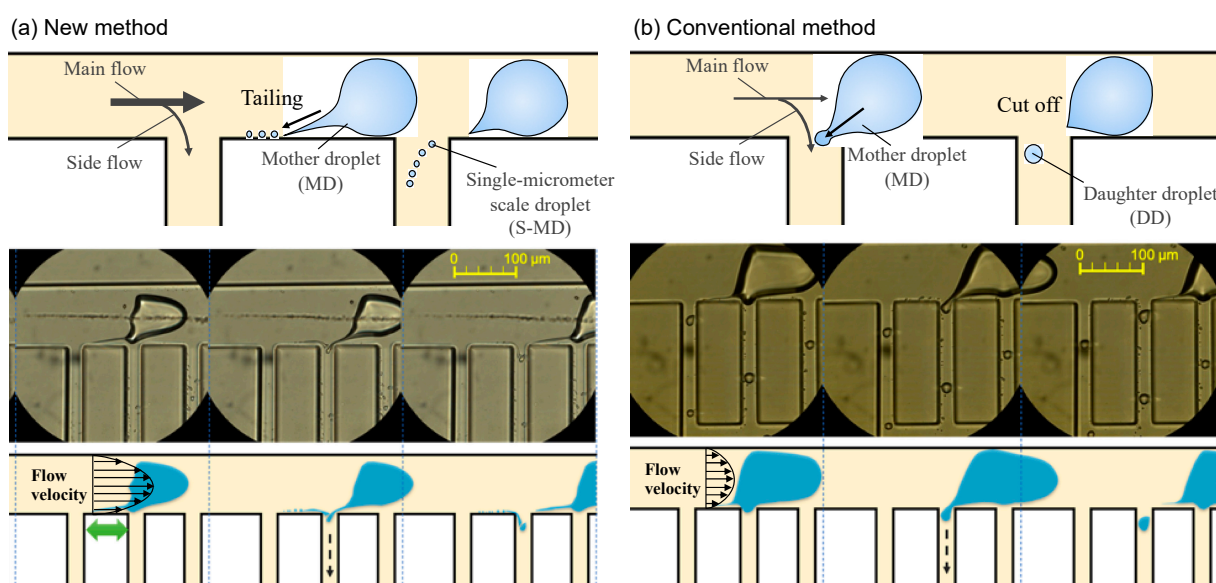 (a) New method
Main flow
Tailing
Side flow
Mother droplet
(MD)
Single-micrometer
scale droplet
(S-MD)
0 100 µm
Flow
velocity
(b) Conventional method
Main flow
Cut off
Side flow
Mother droplet
(MD)
Daughter droplet
(DD)
0 100 µm
Flow
velocity